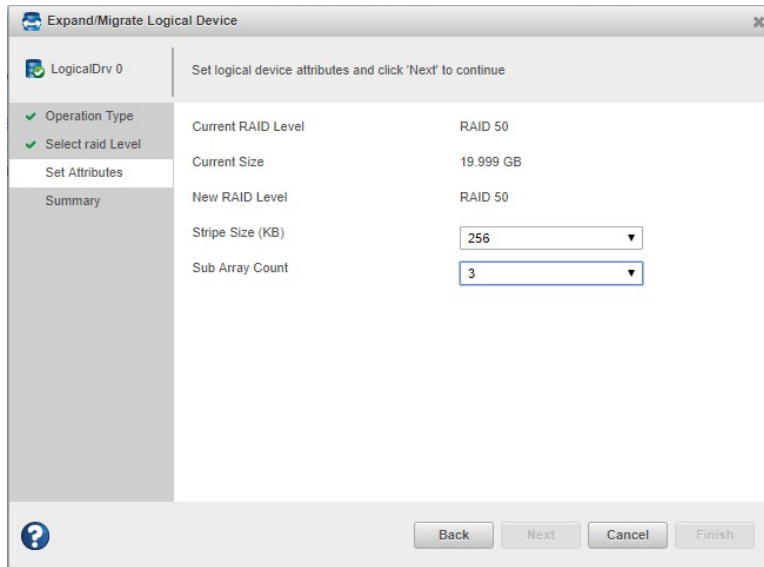 Expand/Migrate Logical Device
LogicalDrv 0
Set logical device attributes and click 'Next' to continue
Operation Type
Select raid Level
Set Attributes
Summary
Current RAID Level RAID 50
Current Size 19.999 GB
New RAID Level RAID 50
Stripe Size (KB) 256
Sub Array Count 3
Back Next Cancel Finish